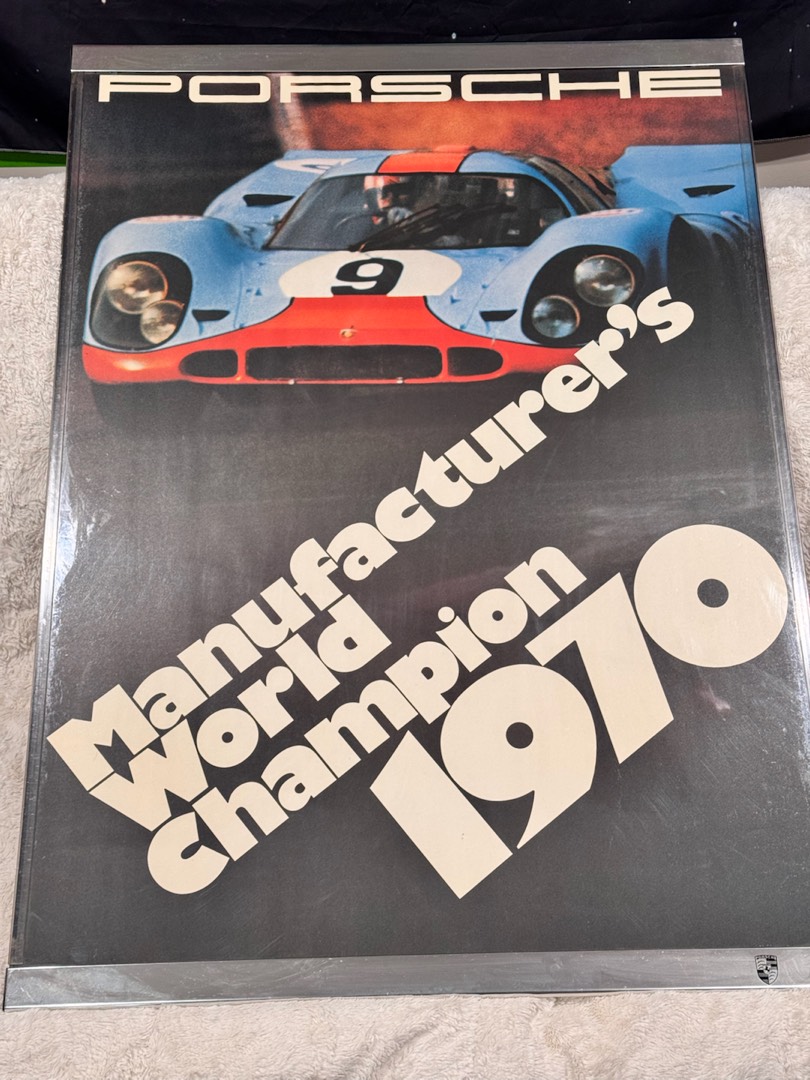 PORSCHE
9
Manufacturer's
World
Champion
1970